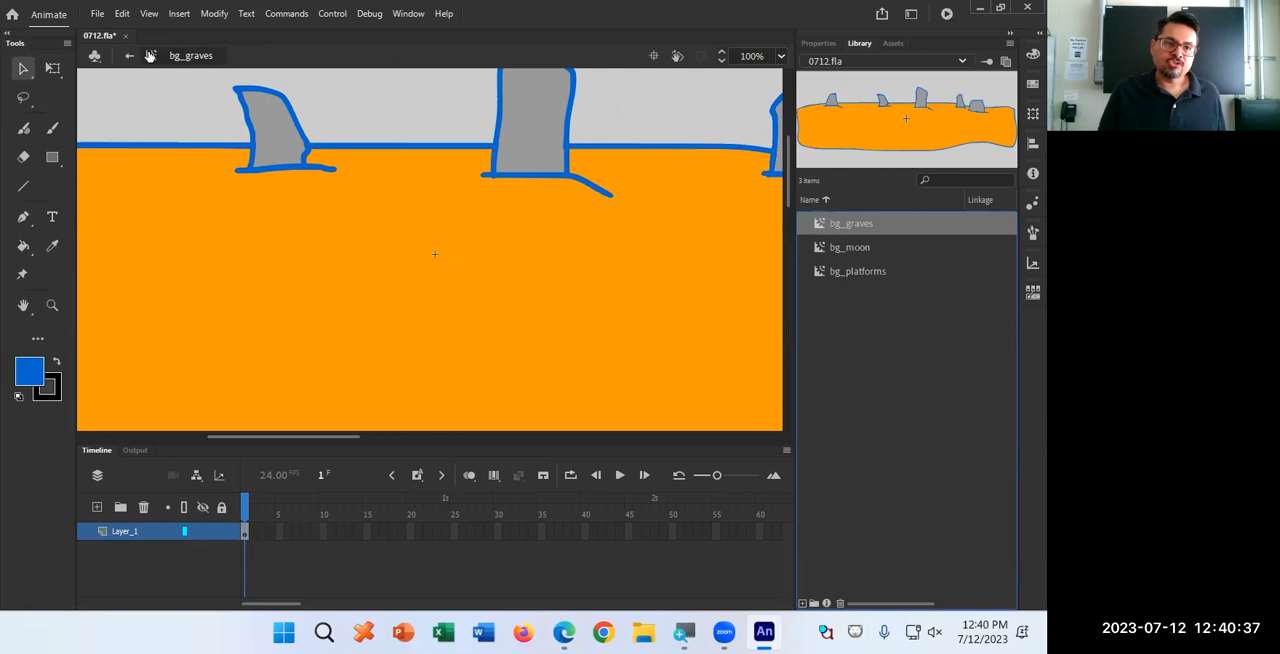 Animate File Edit View Insert Modify Text Commands Control Debug Window Help
0712.fla* ×
Tools
bg_graves 100%
Properties Library Assets
0712.fla
3 items
Name Linkage
bg_graves
bg_moon
bg_platforms
Timeline Output
24.00 FPS 1 F
1s 2s
5 10 15 20 25 30 35 40 45 50 55 60
Layer_1
12:40 PM
7/12/2023
2023-07-12 12:40:37